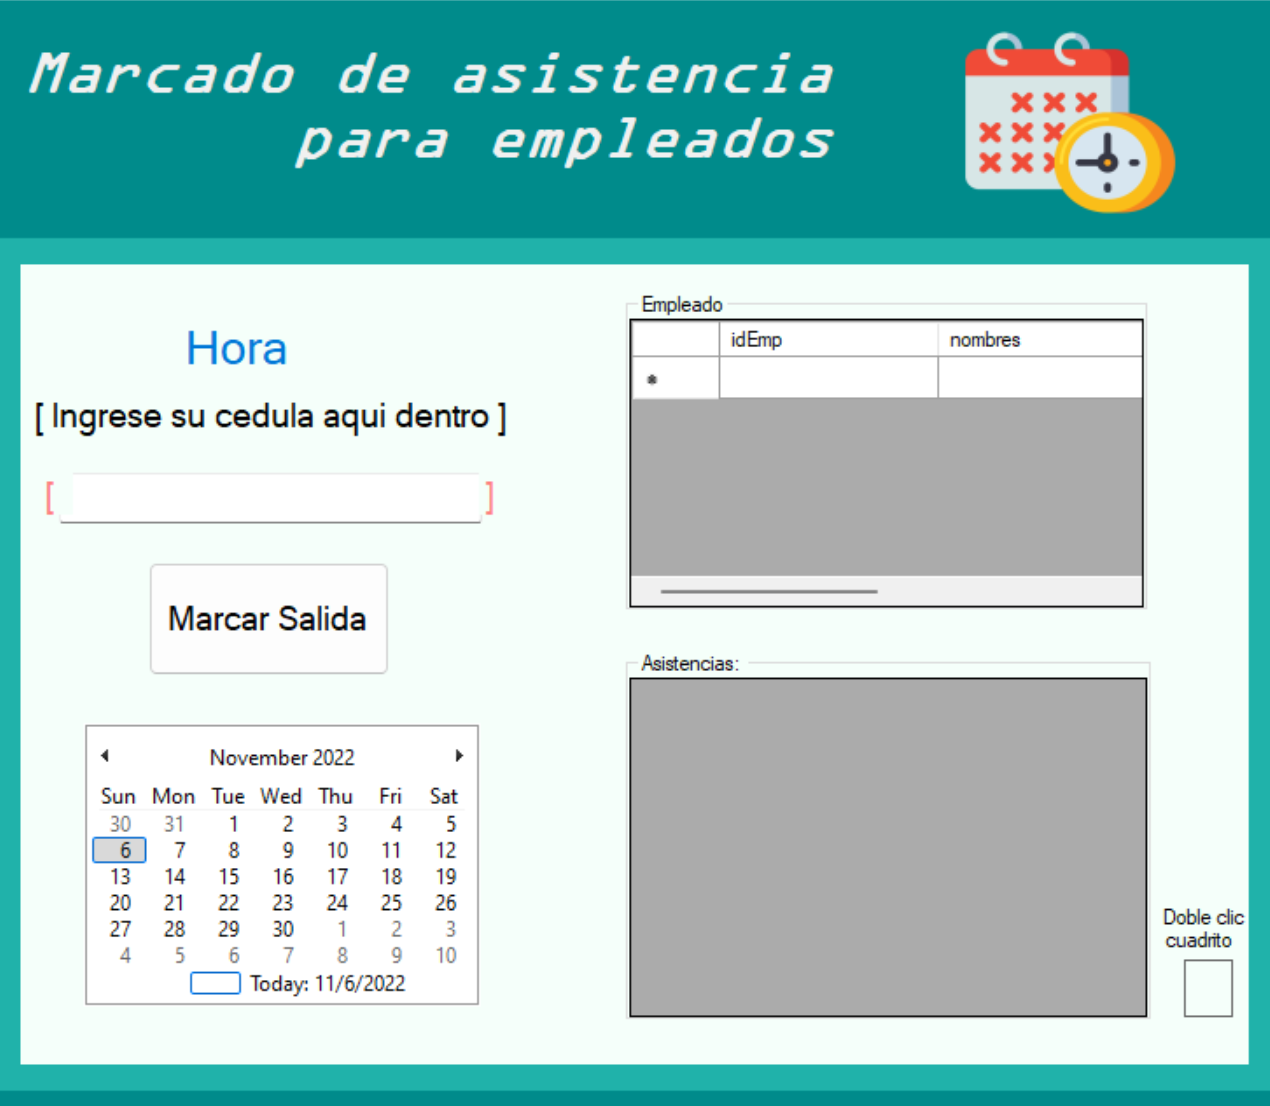 Marcado de asistencia
para empleados
Hora
[ Ingrese su cedula aqui dentro ]
[ ]
Marcar Salida
November 2022
Sun Mon Tue Wed Thu Fri Sat
30 31 1 2 3 4 5
6 7 8 9 10 11 12
13 14 15 16 17 18 19
20 21 22 23 24 25 26
27 28 29 30 1 2 3
4 5 6 7 8 9 10
Today: 11/6/2022
Empleado
idEmp nombres
Asistencias:
Doble clic
cuadrito